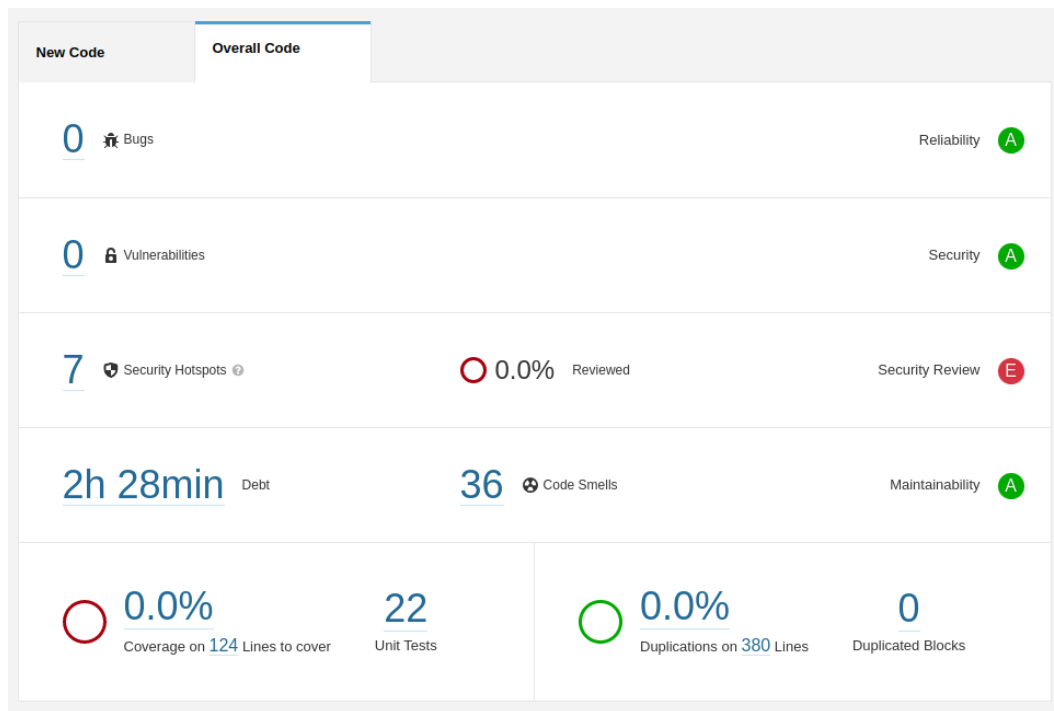 New Code
Overall Code
0 Bugs
Reliability A
0 Vulnerabilities
Security A
7 Security Hotspots ?
0.0% Reviewed
Security Review E
2h 28min Debt
36 Code Smells
Maintainability A
0.0%
Coverage on 124 Lines to cover
22
Unit Tests
0.0%
Duplications on 380 Lines
0
Duplicated Blocks